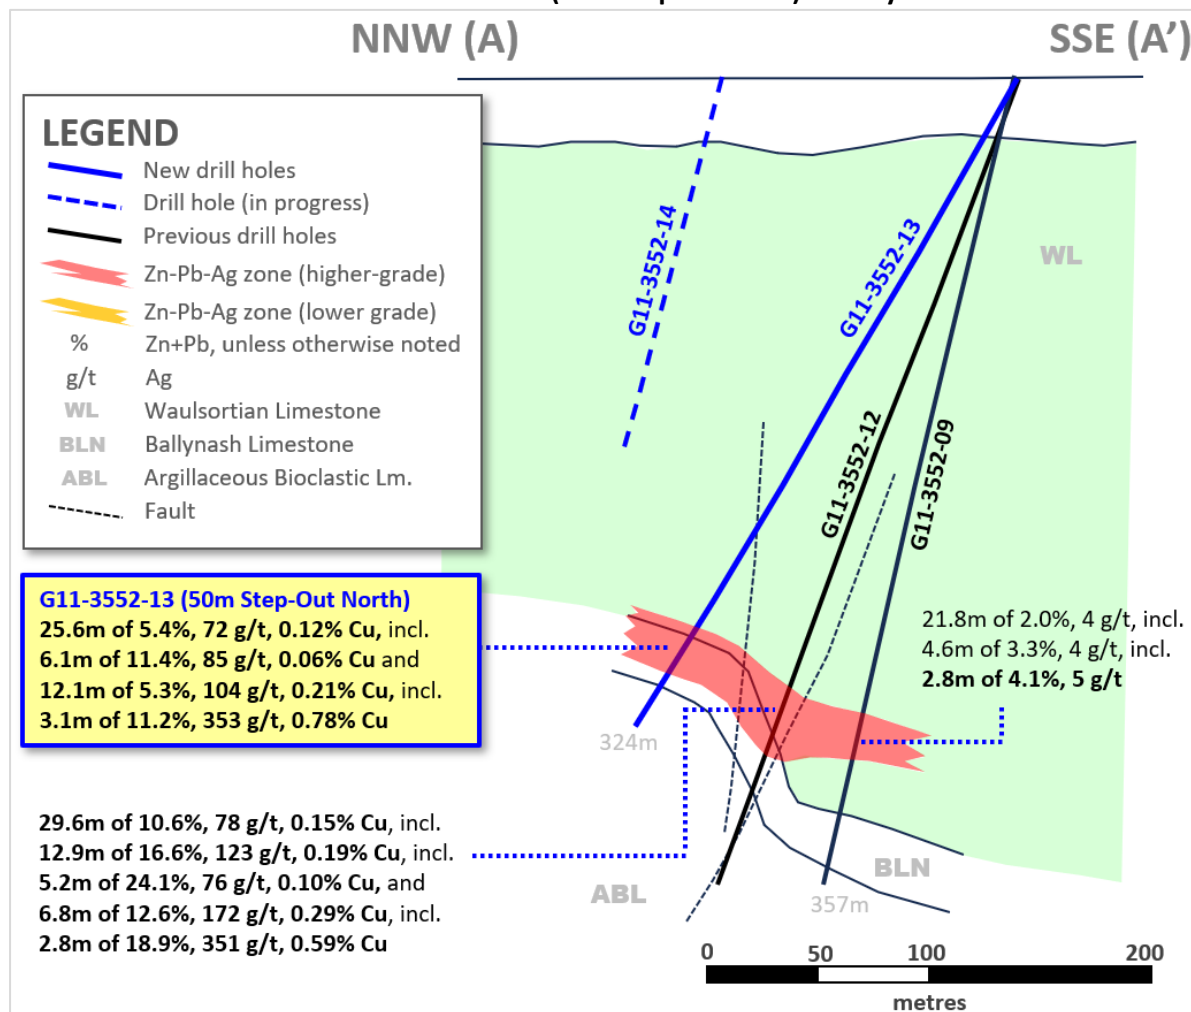 NNW (A)
SSE (A’)
LEGEND
New drill holes
Drill hole (in progress)
Previous drill holes
Zn-Pb-Ag zone (higher-grade)
Zn-Pb-Ag zone (lower grade)
% Zn+Pb, unless otherwise noted
g/t Ag
WL Waulsortian Limestone
BLN Ballynash Limestone
ABL Argillaceous Bioclastic Lm.
Fault
G11-3552-14
G11-3552-13
G11-3552-12
G11-3552-09
WL
G11-3552-13 (50m Step-Out North)
25.6m of 5.4%, 72 g/t, 0.12% Cu, incl.
6.1m of 11.4%, 85 g/t, 0.06% Cu and
12.1m of 5.3%, 104 g/t, 0.21% Cu, incl.
3.1m of 11.2%, 353 g/t, 0.78% Cu
21.8m of 2.0%, 4 g/t, incl.
4.6m of 3.3%, 4 g/t, incl.
2.8m of 4.1%, 5 g/t
324m
29.6m of 10.6%, 78 g/t, 0.15% Cu, incl.
12.9m of 16.6%, 123 g/t, 0.19% Cu, incl.
5.2m of 24.1%, 76 g/t, 0.10% Cu, and
6.8m of 12.6%, 172 g/t, 0.29% Cu, incl.
2.8m of 18.9%, 351 g/t, 0.59% Cu
ABL
BLN
357m
0 50 100 200
metres